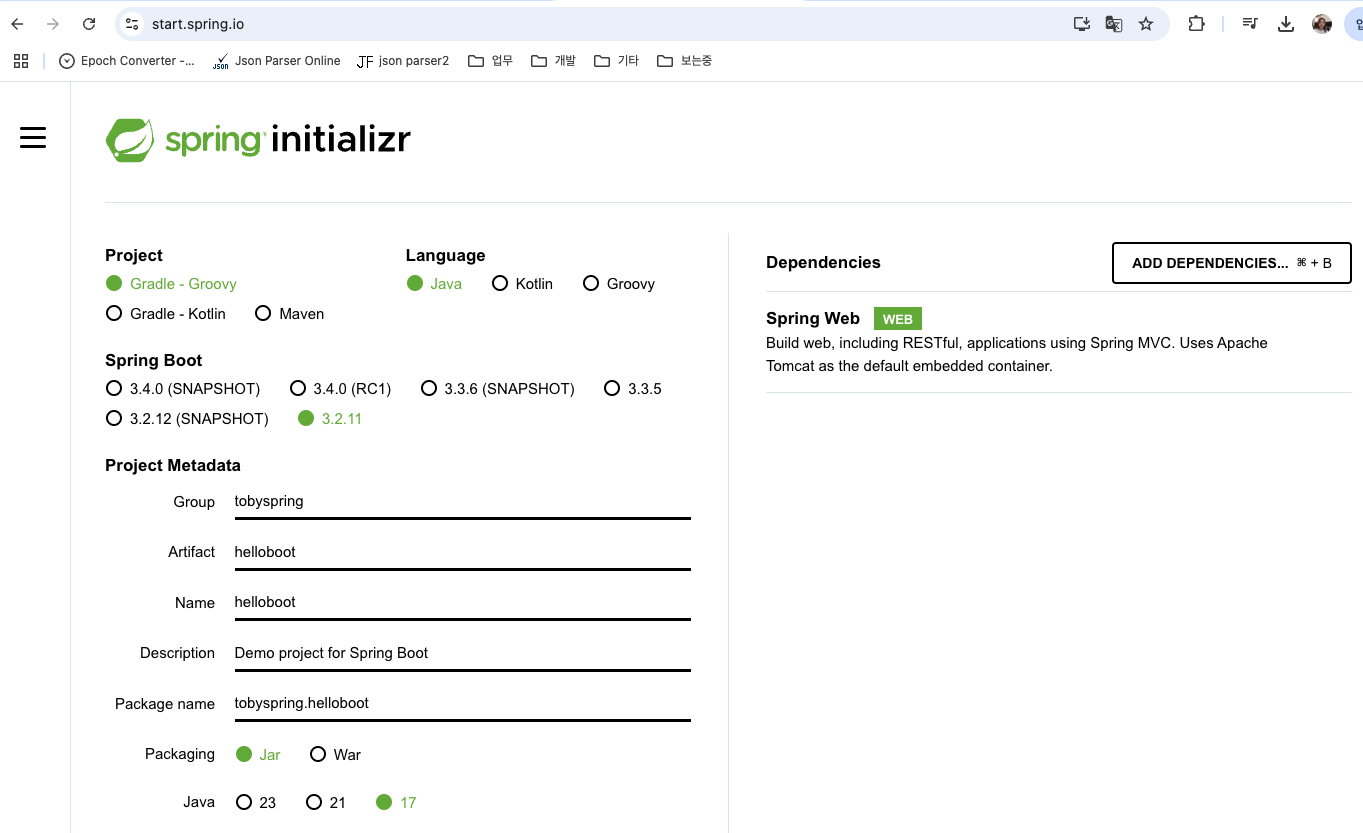 start.spring.io
Epoch Converter -... Json Parser Online JT json parser2 업무 개발 기타 보는중
spring initializr
Project
Gradle - Groovy
Gradle - Kotlin Maven
Language
Java Kotlin Groovy
Spring Boot
3.4.0 (SNAPSHOT) 3.4.0 (RC1) 3.3.6 (SNAPSHOT) 3.3.5
3.2.12 (SNAPSHOT) 3.2.11
Project Metadata
Group tobyspring
Artifact helloboot
Name helloboot
Description Demo project for Spring Boot
Package name tobyspring.helloboot
Packaging Jar War
Java 23 21 17
Dependencies ADD DEPENDENCIES... ⌘ + B
Spring Web WEB
Build web, including RESTful, applications using Spring MVC. Uses Apache
Tomcat as the default embedded container.